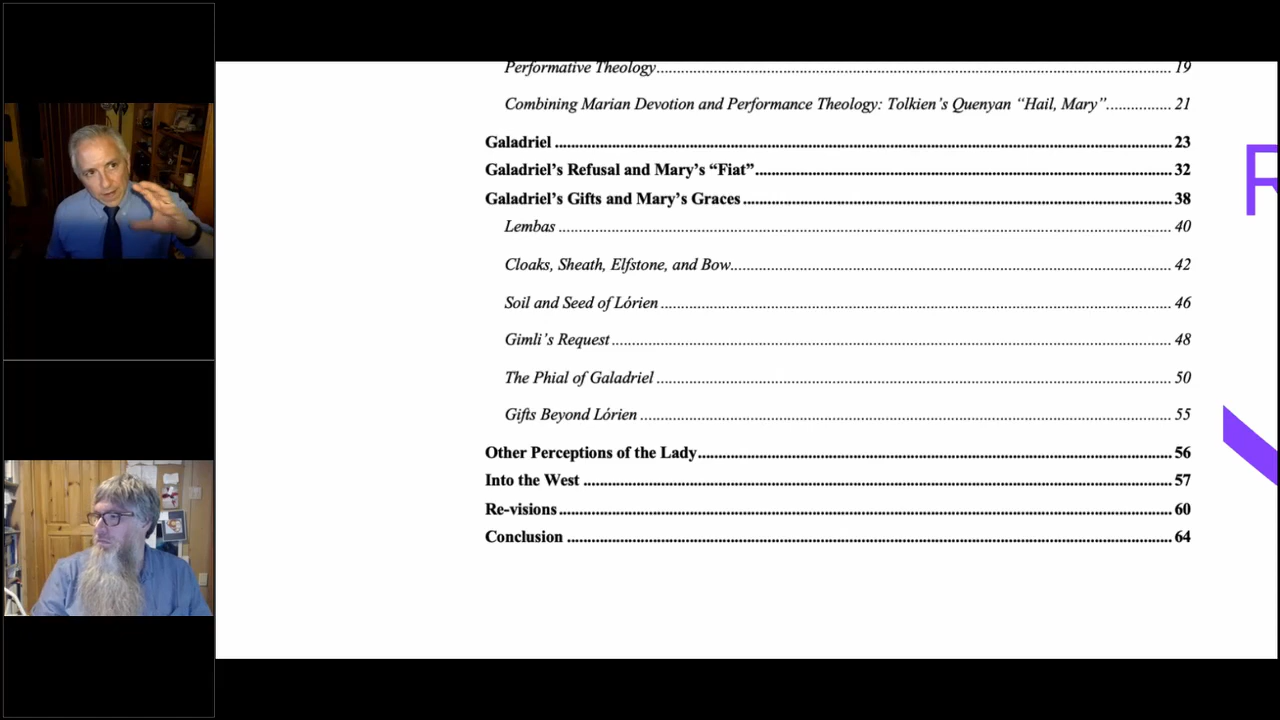 Performative Theology........................................................................................................ 19
Combining Marian Devotion and Performance Theology: Tolkien's Quenyan “Hail, Mary”............... 21
Galadriel ........................................................................................................ 23
Galadriel's Refusal and Mary's “Fiat”........................................................................................................ 32
Galadriel's Gifts and Mary's Graces ........................................................................................................ 38
Lembas ........................................................................................................ 40
Cloaks, Sheath, Elfstone, and Bow........................................................................................................ 42
Soil and Seed of Lórien ........................................................................................................ 46
Gimli's Request ........................................................................................................ 48
The Phial of Galadriel ........................................................................................................ 50
Gifts Beyond Lórien ........................................................................................................ 55
Other Perceptions of the Lady........................................................................................................ 56
Into the West ........................................................................................................ 57
Re-visions ........................................................................................................ 60
Conclusion ........................................................................................................ 64
R